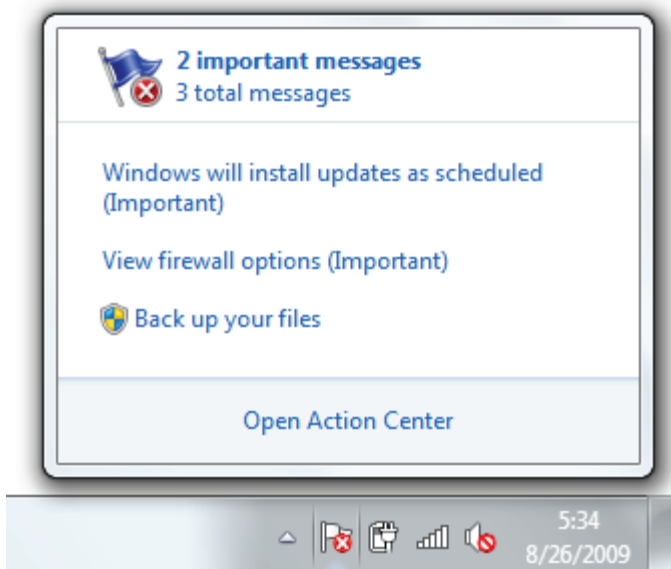 2 important messages
3 total messages
Windows will install updates as scheduled
(Important)
View firewall options (Important)
Back up your files
Open Action Center
5:34
8/26/2009